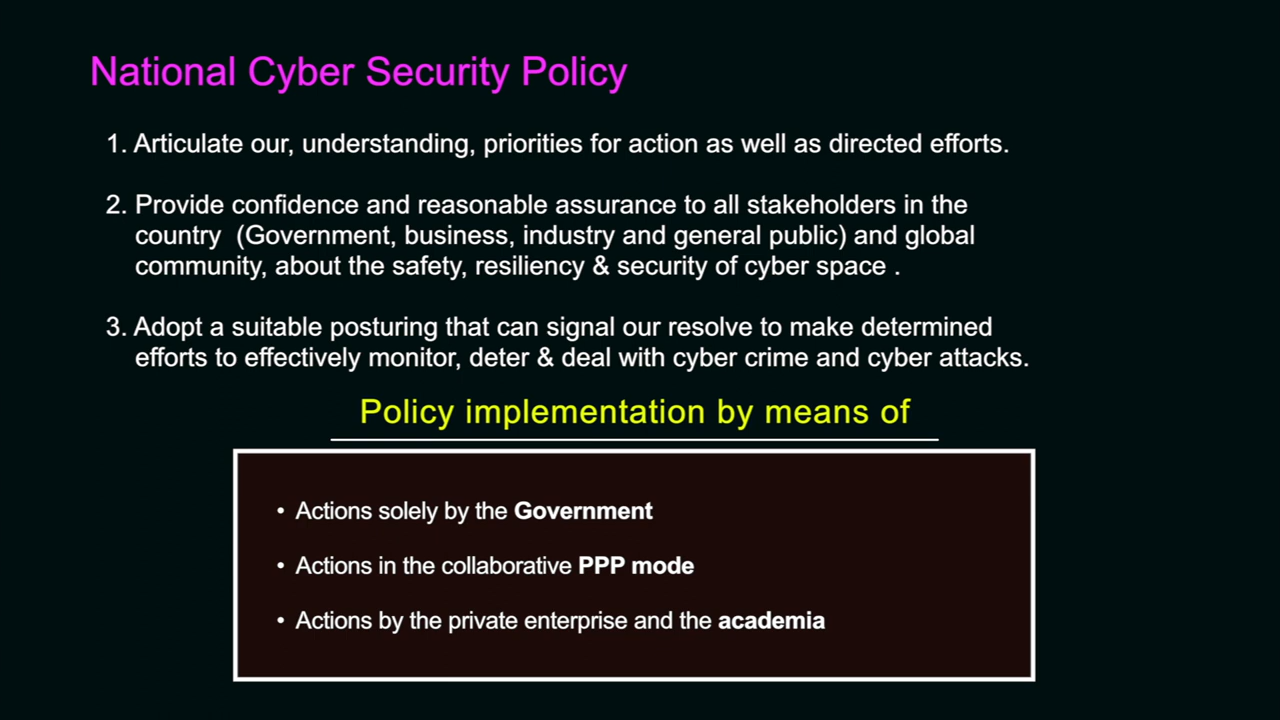 National Cyber Security Policy
1. Articulate our, understanding, priorities for action as well as directed efforts.
2. Provide confidence and reasonable assurance to all stakeholders in the
country (Government, business, industry and general public) and global
community, about the safety, resiliency & security of cyber space .
3. Adopt a suitable posturing that can signal our resolve to make determined
efforts to effectively monitor, deter & deal with cyber crime and cyber attacks.
Policy implementation by means of
• Actions solely by the Government
• Actions in the collaborative PPP mode
• Actions by the private enterprise and the academia